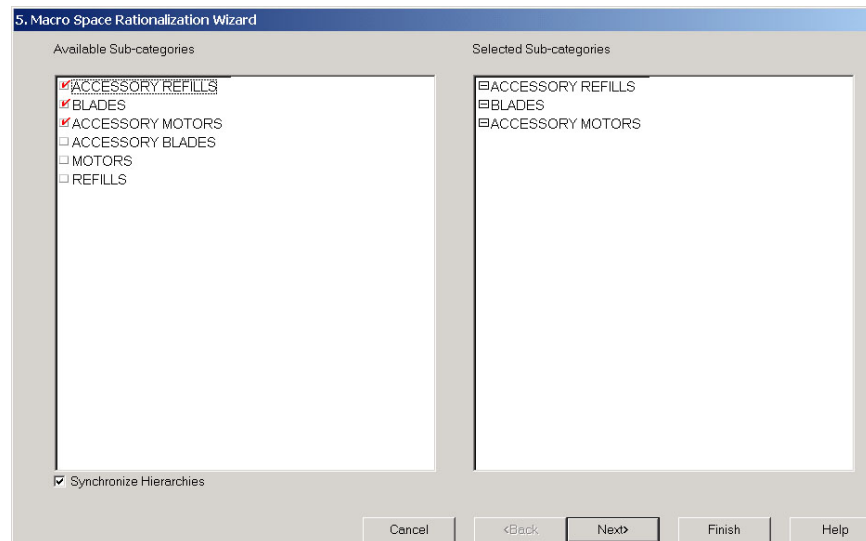 5. Macro Space Rationalization Wizard
Available Sub-categories
Selected Sub-categories
ACCESSORY REFILLS
BLADES
ACCESSORY MOTORS
ACCESSORY BLADES
MOTORS
REFILLS
ACCESSORY REFILLS
BLADES
ACCESSORY MOTORS
Synchronize Hierarchies
Cancel
<Back
Next>
Finish
Help